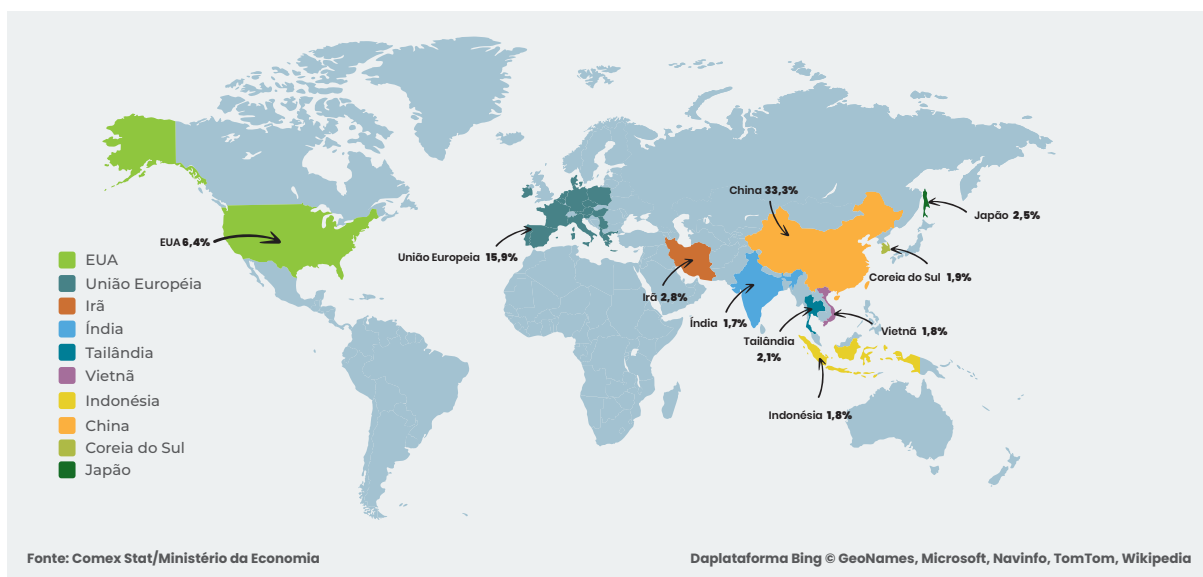 China 33,3%
Japão 2,5%
EUA 6,4%
União Europeia 15,9%
Coreia do Sul 1,9%
Irã 2,8%
Índia 1,7%
Vietnã 1,8%
Tailândia
2,1%
Indonésia 1,8%
EUA
União Européia
Irã
Índia
Tailândia
Vietnã
Indonésia
China
Coreia do Sul
Japão
Fonte: Comex Stat/Ministério da Economia
Daplataforma Bing © GeoNames, Microsoft, Navinfo, TomTom, Wikipedia